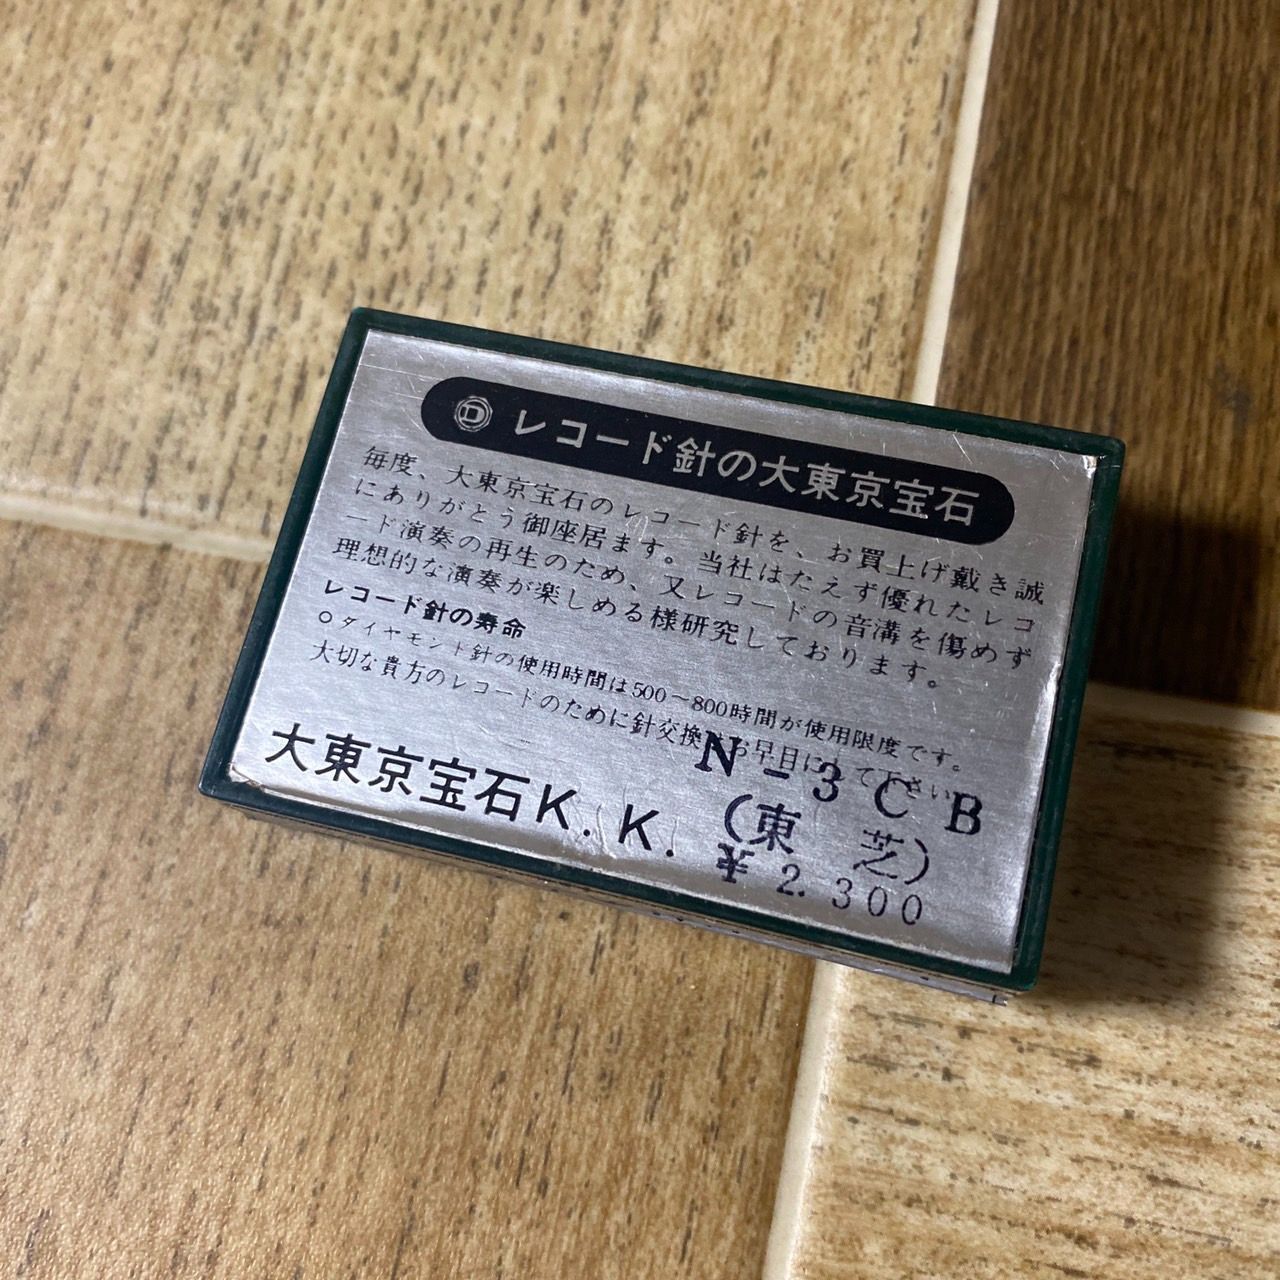 D レコード針の大東京宝石
毎度、大東京宝石のレコード針を、お買上げ戴き誠
にありがとう御座居ます。当社はたえず優れたレコ
ード演奏の再生のため、又レコードの音溝を傷めず
理想的な演奏が楽しめる様研究しております。
レコード針の寿命
○ダイヤモンド針の使用時間は500〜800時間が使用限度です。
大切な貴方のレコードのために針交換はお早目にして下さい
大東京宝石K.K.
N-3CB
(東 芝)
¥2.300